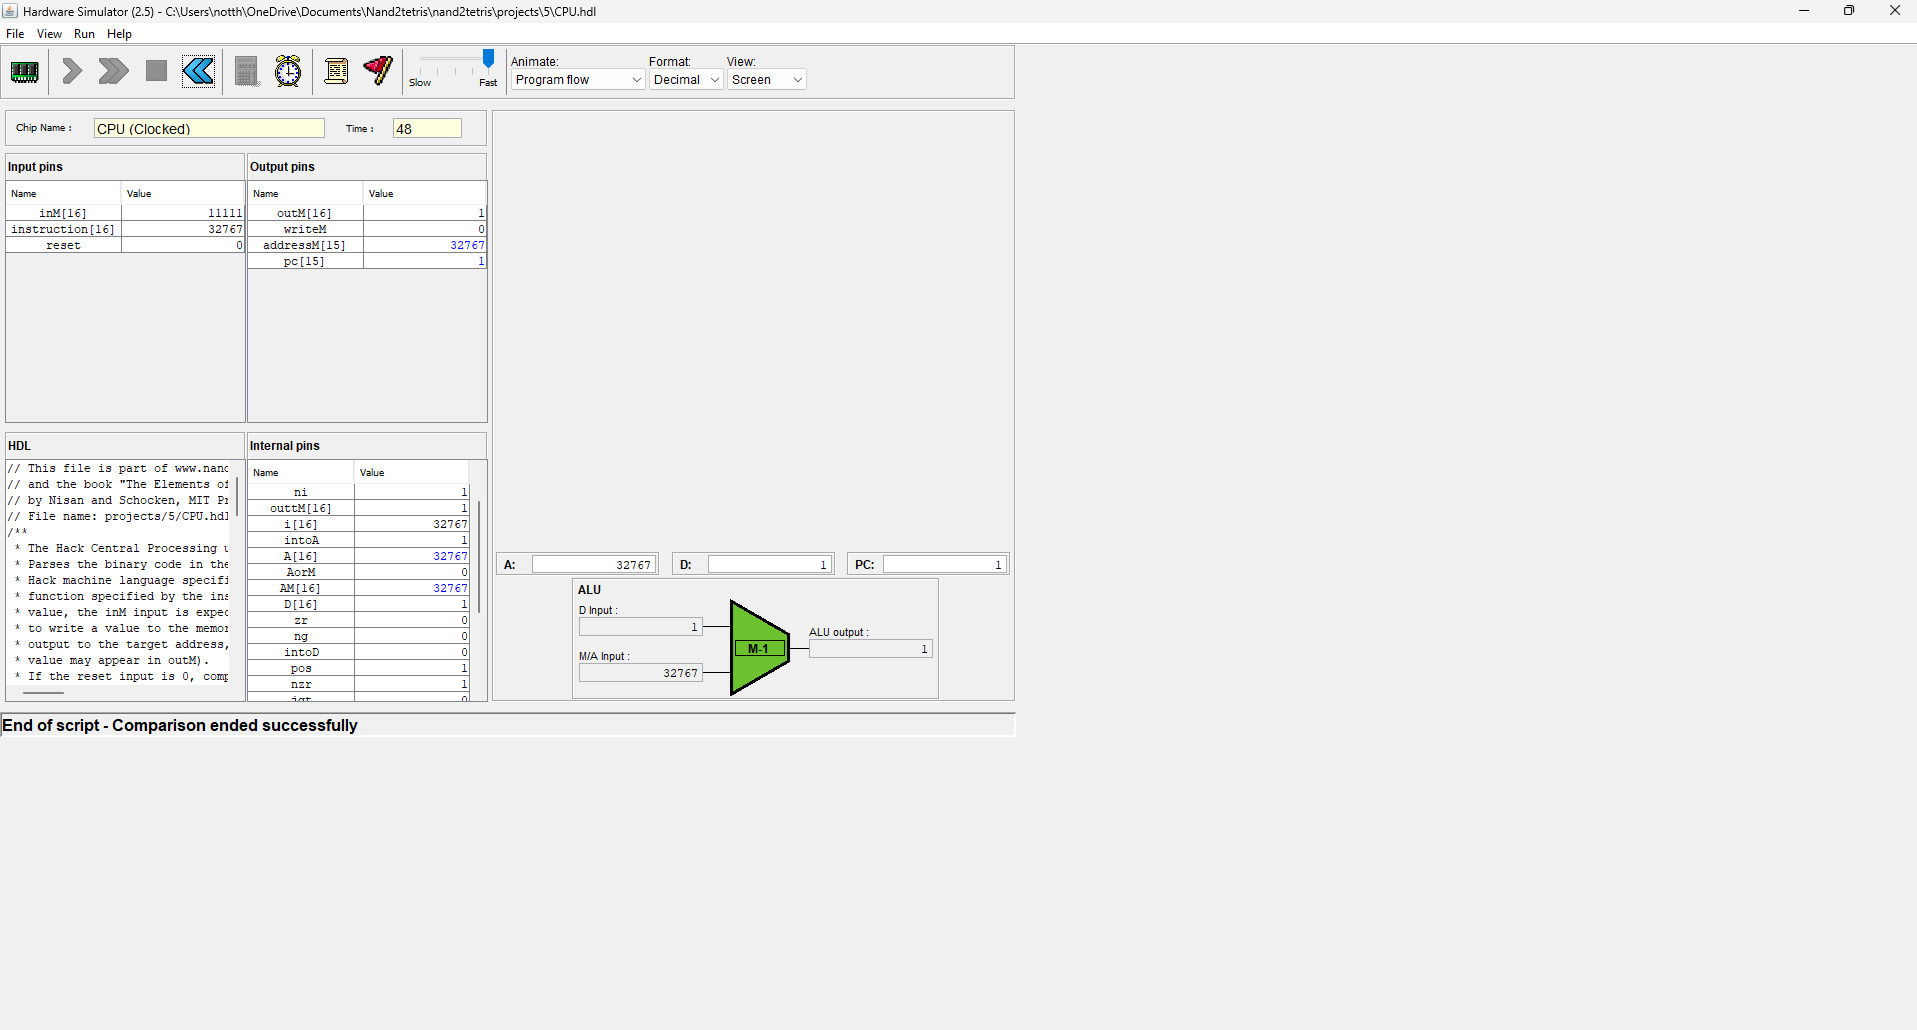 Hardware Simulator (2.5) - C:\Users\notth\OneDrive\Documents\Nand2tetris\nand2tetris\projects\5\CPU.hdl
File View Run Help
Animate: Format: View:
Slow Fast Program flow Decimal Screen
Chip Name : CPU (Clocked) Time : 48
Input pins
Name Value
inM[16] 11111
instruction[16] 32767
reset 0
Output pins
Name Value
outM[16] 1
writeM 0
addressM[15] 32767
pc[15] 1
HDL
// This file is part of www.nanc
// and the book "The Elements of
// by Nisan and Schocken, MIT Pr
// File name: projects/5/CPU.hdl
/**
* The Hack Central Processing u
* Parses the binary code in the
* Hack machine language specifi
* function specified by the ins
* value, the inM input is expec
* to write a value to the memor
* output to the target address,
* value may appear in outM).
* If the reset input is 0, comp
Internal pins
Name Value
ni 1
outtM[16] 1
i[16] 32767
intoA 1
A[16] 32767
AorM 0
AM[16] 32767
D[16] 1
zr 0
ng 0
intoD 0
pos 1
nzr 1
jgt 0
A: 32767 D: 1 PC: 1
ALU
D Input : 1
M/A Input : 32767
M-1
ALU output : 1
End of script - Comparison ended successfully